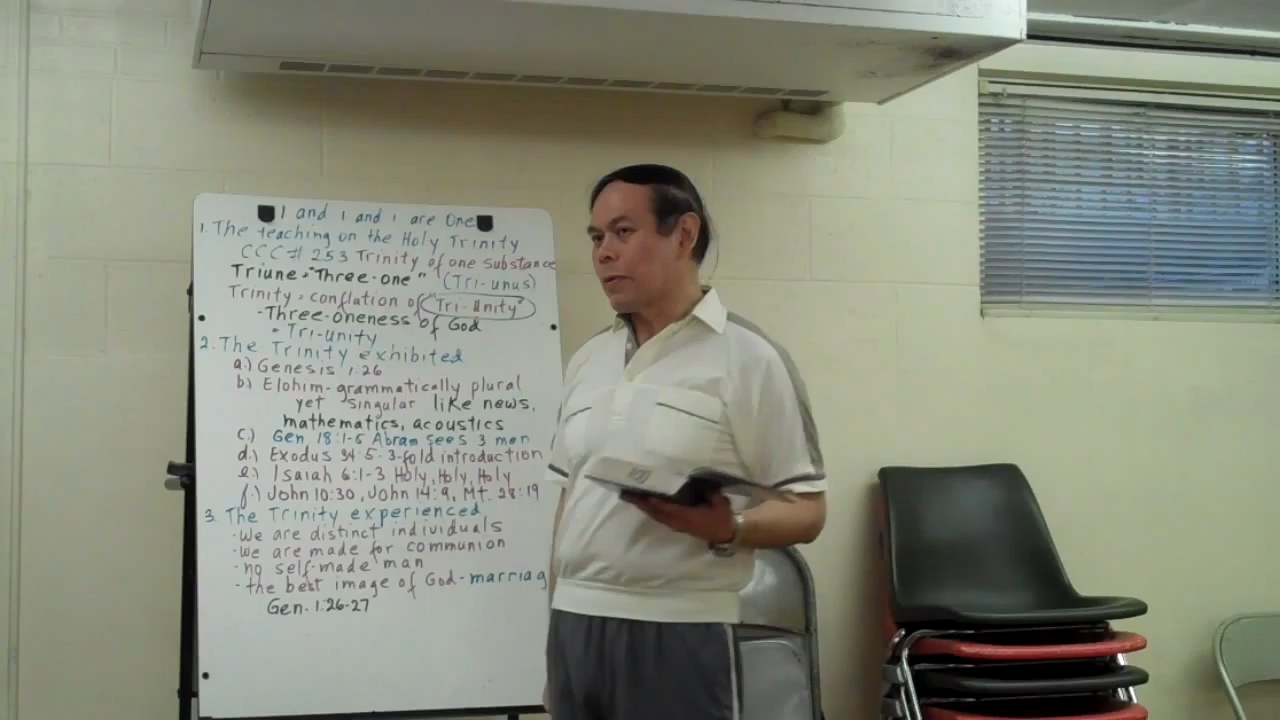 1 and 1 and 1 are One
1. The teaching on the Holy Trinity
CCC# 253 Trinity of one substance
Triune = "Three-one" (Tri-unus)
Trinity = conflation of "Tri-Unity"
- Three-oneness of God
= Tri-unity
2. The Trinity exhibited
a.) Genesis 1:26
b.) Elohim - grammatically plural
yet singular like news,
mathematics, acoustics
c.) Gen. 18:1-5 Abram sees 3 men
d.) Exodus 34:5 - 3-fold introduction
e.) Isaiah 6:1-3 Holy, Holy, Holy
f.) John 10:30, John 14:9, Mt. 28:19
3. The Trinity experienced
- We are distinct individuals
- We are made for communion
- no self-made man
- the best image of God - marriag
Gen. 1:26-27